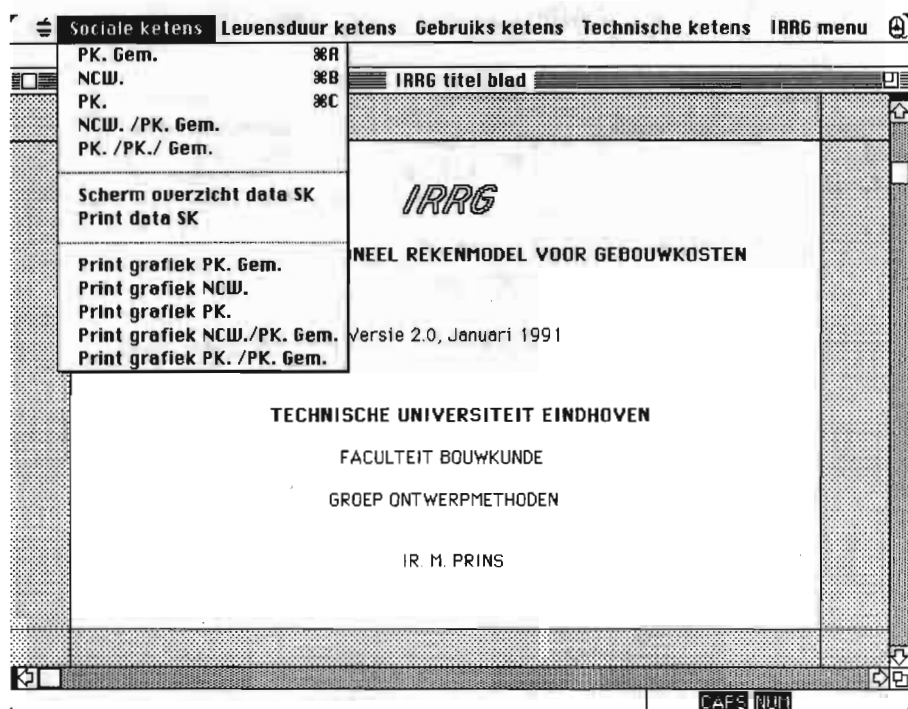 Sociale ketens Levensduur ketens Gebruiks ketens Technische ketens IRRG menu
PK. Gem. ⌘A
NCW. ⌘B
PK. ⌘C
NCW. /PK. Gem.
PK. /PK./ Gem.
Scherm overzicht data SK
Print data SK
Print grafiek PK. Gem.
Print grafiek NCW.
Print grafiek PK.
Print grafiek NCW./PK. Gem.
Print grafiek PK. /PK. Gem.
IRRG titel blad
IRRG
NEEL REKENMODEL VOOR GEBOUWKOSTEN
Versie 2.0, Januari 1991
TECHNISCHE UNIVERSITEIT EINDHOVEN
FACULTEIT BOUWKUNDE
GROEP ONTWERPMETHODEN
IR. M. PRINS
CAPS NUM